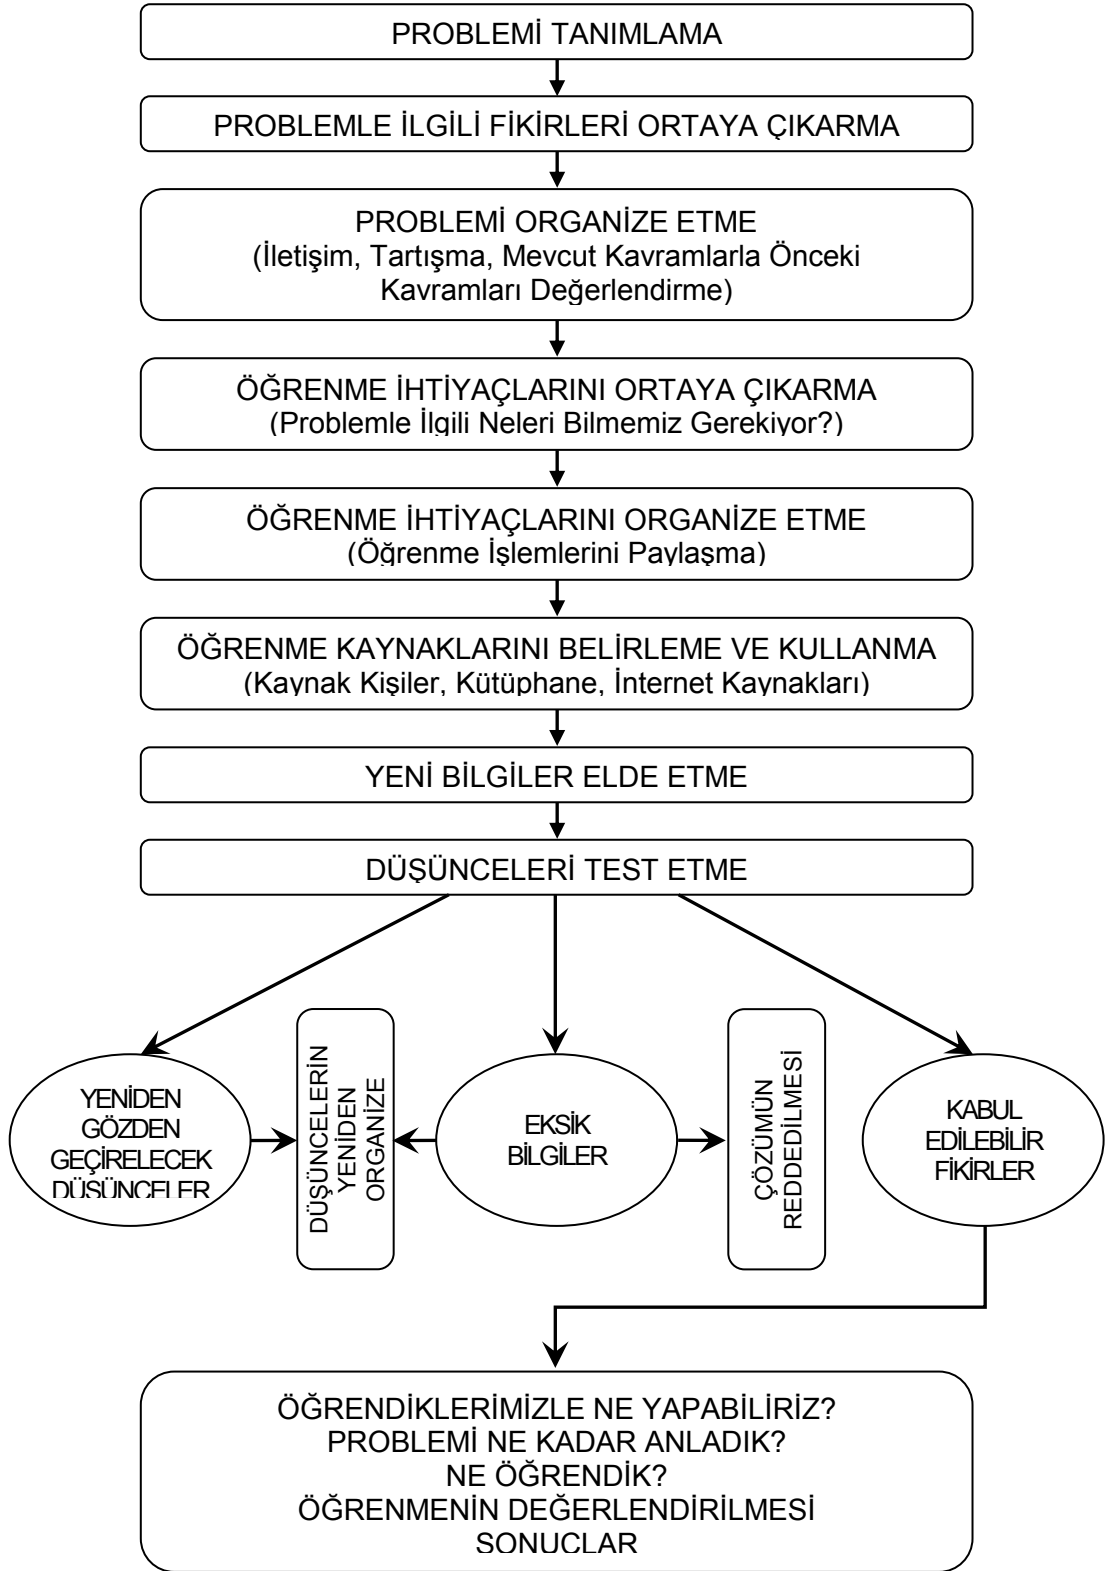 PROBLEMİ TANIMLAMA
PROBLEMLE İLGİLİ FİKİRLERİ ORTAYA ÇIKARMA
PROBLEMİ ORGANİZE ETME
(İletişim, Tartışma, Mevcut Kavramlarla Önceki
Kavramları Değerlendirme)
ÖĞRENME İHTİYAÇLARINI ORTAYA ÇIKARMA
(Problemle İlgili Neleri Bilmemiz Gerekiyor?)
ÖĞRENME İHTİYAÇLARINI ORGANİZE ETME
(Öğrenme İşlemlerini Paylaşma)
ÖĞRENME KAYNAKLARINI BELİRLEME VE KULLANMA
(Kaynak Kişiler, Kütüphane, İnternet Kaynakları)
YENİ BİLGİLER ELDE ETME
DÜŞÜNCELERİ TEST ETME
YENİDEN
GÖZDEN
GEÇİRELECEK
DÜŞÜNCELER
DÜŞÜNCELERİN
YENİDEN
ORGANİZE
EKSİK
BİLGİLER
ÇÖZÜMÜN
REDDEDİLMESİ
KABUL
EDİLEBİLİR
FİKİRLER
ÖĞRENDİKLERİMİZLE NE YAPABİLİRİZ?
PROBLEMİ NE KADAR ANLADIK?
NE ÖĞRENDİK?
ÖĞRENMENİN DEĞERLENDİRİLMESİ
SONUÇLAR